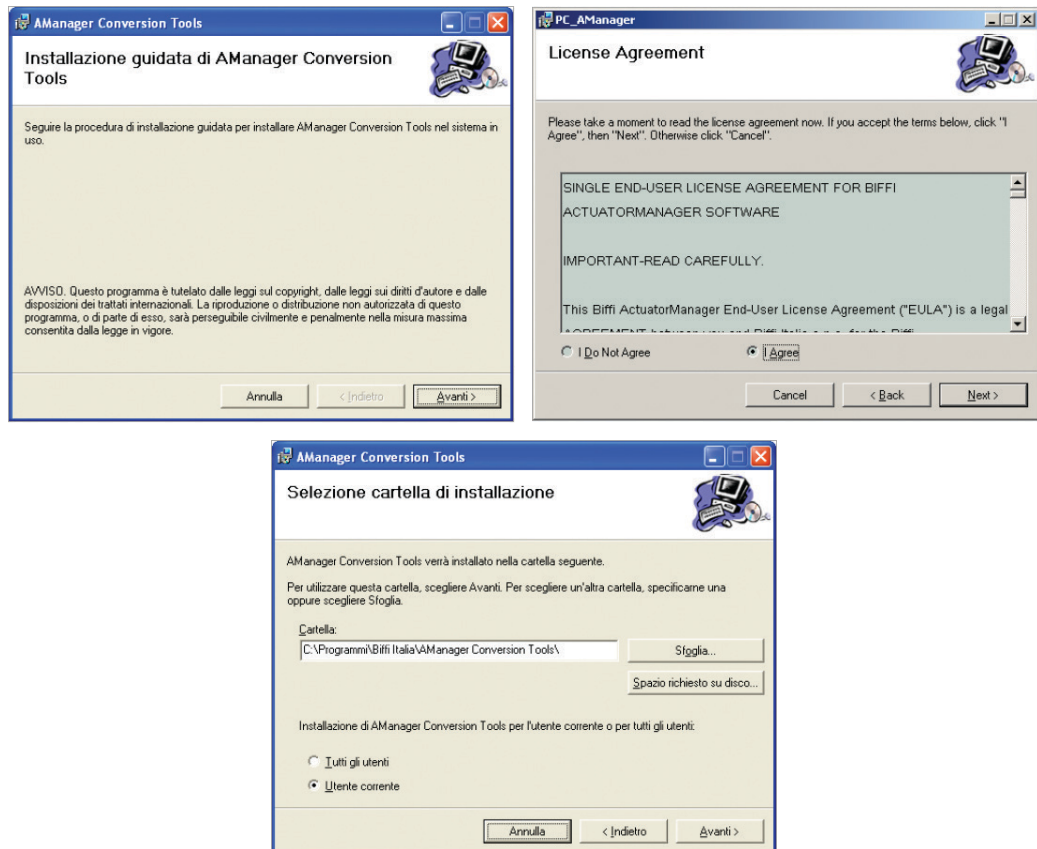 AManager Conversion Tools
Installazione guidata di AManager Conversion
Tools
Seguire la procedura di installazione guidata per installare AManager Conversion Tools nel sistema in
uso.
AVVISO. Questo programma è tutelato dalle leggi sul copyright, dalle leggi sui diritti d'autore e dalle
disposizioni dei trattati internazionali. La riproduzione o distribuzione non autorizzata di questo
programma, o di parte di esso, sarà perseguibile civilmente e penalmente nella misura massima
consentita dalla legge in vigore.
Annulla
< Indietro
Avanti >
PC_AManager
License Agreement
Please take a moment to read the license agreement now. If you accept the terms below, click "I
Agree", then "Next". Otherwise click "Cancel".
SINGLE END-USER LICENSE AGREEMENT FOR BIFFI
ACTUATORMANAGER SOFTWARE
IMPORTANT-READ CAREFULLY.
This Biffi ActuatorManager End-User License Agreement ("EULA") is a legal
AGREEMENT between you and Biffi Italia s.p.a. for the Biffi
I Do Not Agree
I Agree
Cancel
< Back
Next >
AManager Conversion Tools
Selezione cartella di installazione
AManager Conversion Tools verrà installato nella cartella seguente.
Per utilizzare questa cartella, scegliere Avanti. Per scegliere un'altra cartella, specificarne una
oppure scegliere Sfoglia.
Cartella:
C:\Programmi\Biffi Italia\AManager Conversion Tools\
Sfoglia...
Spazio richiesto su disco...
Installazione di AManager Conversion Tools per l'utente corrente o per tutti gli utenti:
Tutti gli utenti
Utente corrente
Annulla
< Indietro
Avanti >